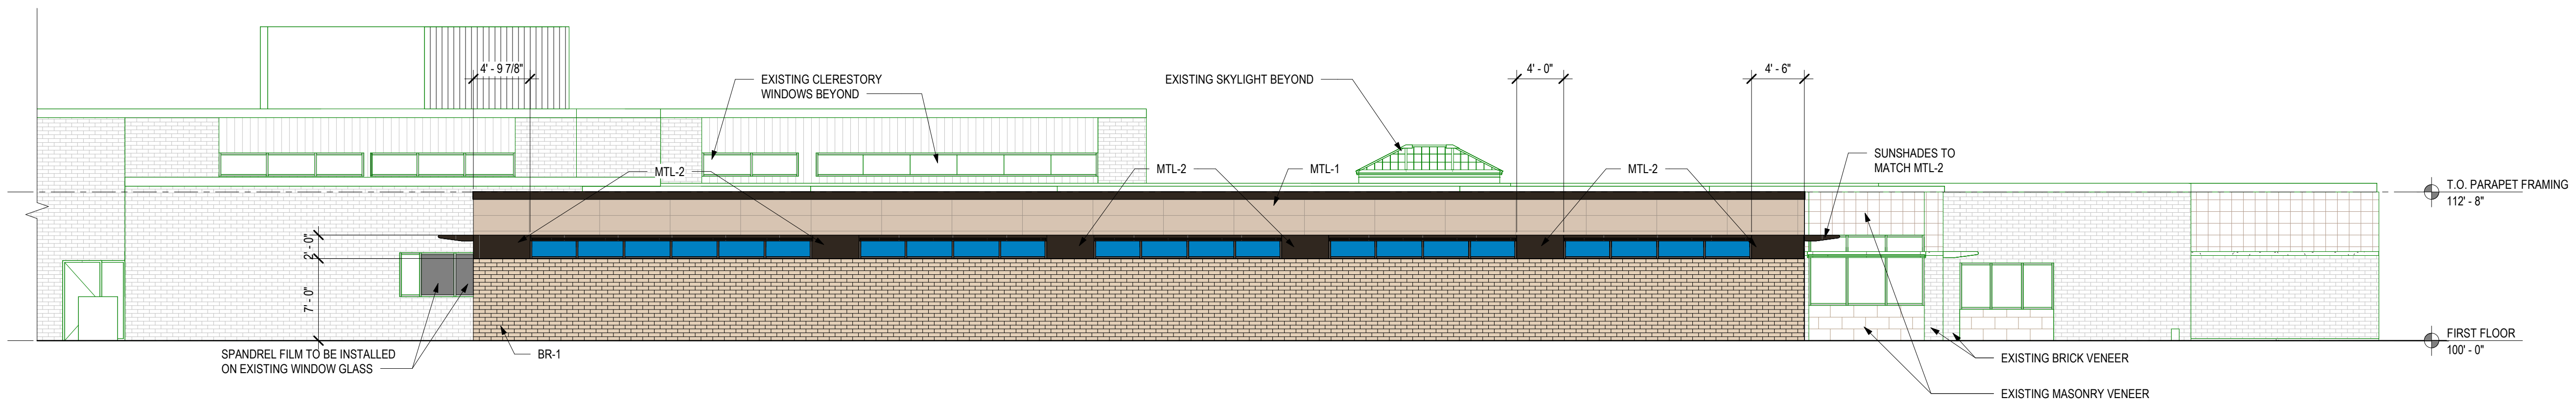 4' - 9 7/8"
EXISTING CLERESTORY
WINDOWS BEYOND
EXISTING SKYLIGHT BEYOND
4' - 0"
4' - 6"
MTL-2
MTL-2
MTL-1
MTL-2
SUNSHADES TO
MATCH MTL-2
T.O. PARAPET FRAMING
112' - 8"
2' - 0"
7' - 0"
SPANDREL FILM TO BE INSTALLED
ON EXISTING WINDOW GLASS
BR-1
FIRST FLOOR
100' - 0"
EXISTING BRICK VENEER
EXISTING MASONRY VENEER